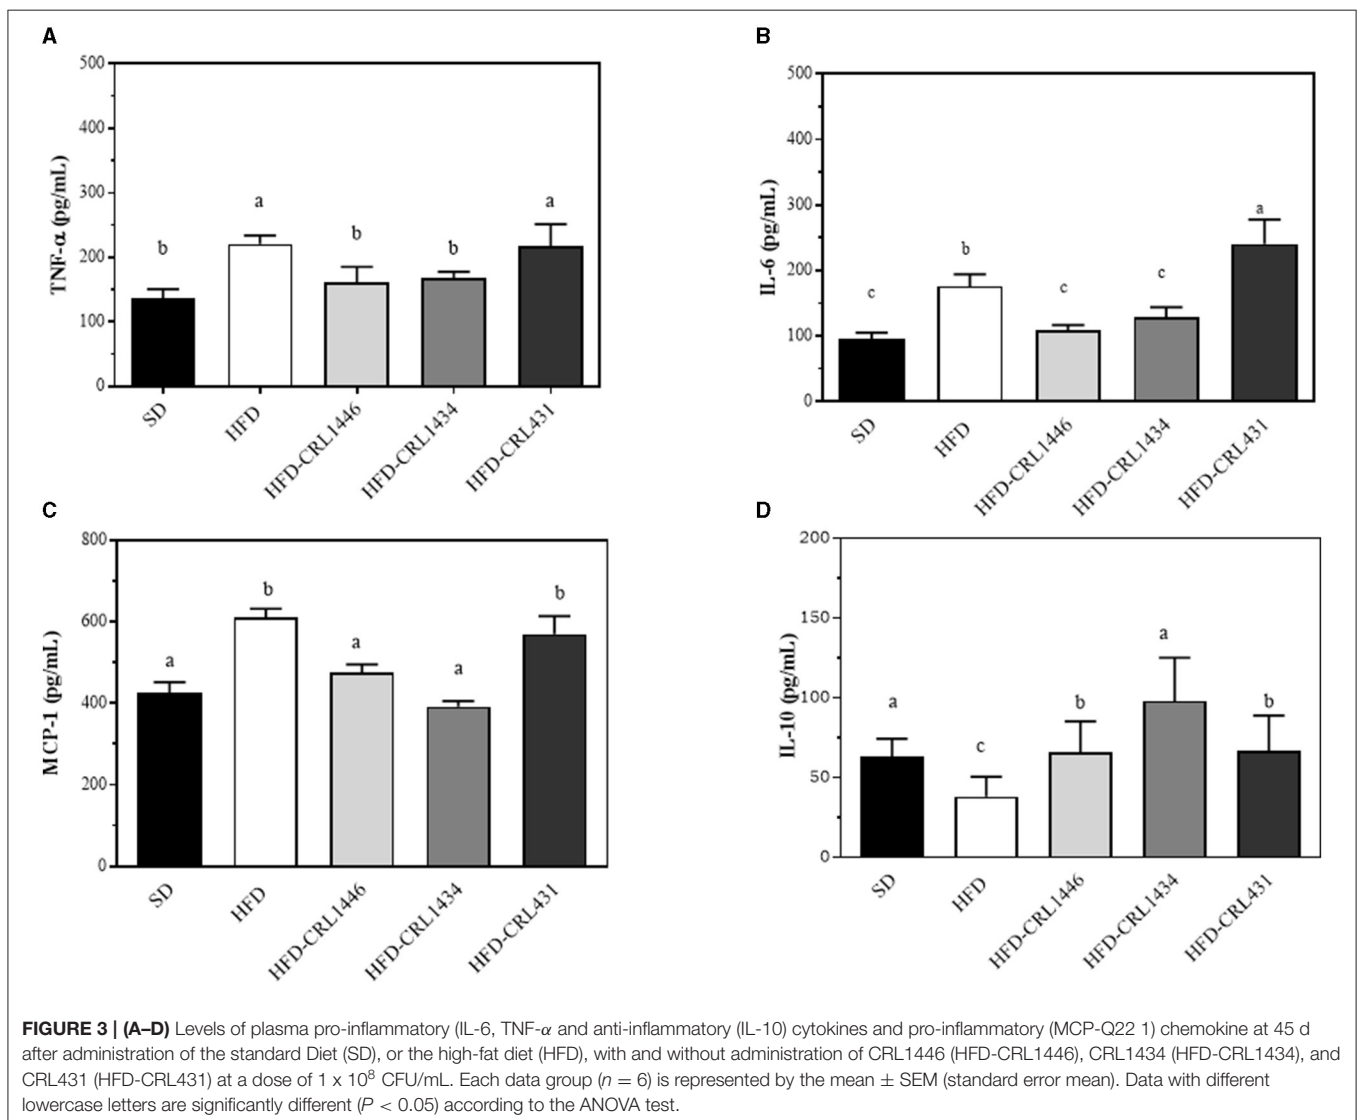 A
500
400
300
200
100
0
TNF-α (pg/mL)
b
a
b
b
a
SD
HFD
HFD-CRL1446
HFD-CRL1434
HFD-CRL431
B
500
400
300
200
100
0
IL-6 (pg/mL)
c
b
c
c
a
SD
HFD
HFD-CRL1446
HFD-CRL1434
HFD-CRL431
C
800
600
400
200
0
MCP-1 (pg/mL)
a
b
a
a
b
SD
HFD
HFD-CRL1446
HFD-CRL1434
HFD-CRL431
D
200
150
100
50
0
IL-10 (pg/mL)
a
c
b
a
b
SD
HFD
HFD-CRL1446
HFD-CRL1434
HFD-CRL431
FIGURE 3 | (A–D) Levels of plasma pro-inflammatory (IL-6, TNF-α and anti-inflammatory (IL-10) cytokines and pro-inflammatory (MCP-Q22 1) chemokine at 45 d
after administration of the standard Diet (SD), or the high-fat diet (HFD), with and without administration of CRL1446 (HFD-CRL1446), CRL1434 (HFD-CRL1434), and
CRL431 (HFD-CRL431) at a dose of 1 x 10⁸ CFU/mL. Each data group (n = 6) is represented by the mean ± SEM (standard error mean). Data with different
lowercase letters are significantly different (P < 0.05) according to the ANOVA test.